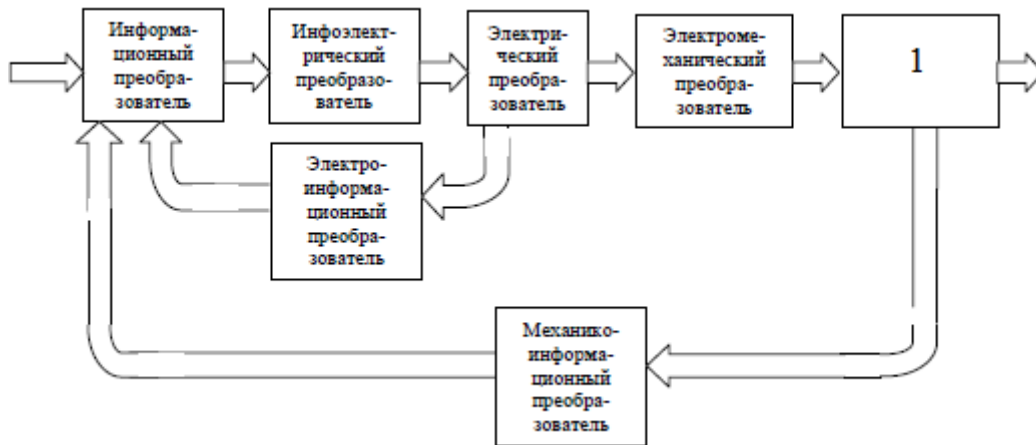 Информа-
ционный
преобра-
зователь
Инфоэлект-
рический
преобразо-
ватель
Электри-
ческий
преобра-
зователь
Электроме-
ханический
преобра-
зователь
1
Электро-
информа-
ционный
преобра-
зователь
Механико-
информа-
ционный
преобра-
зователь